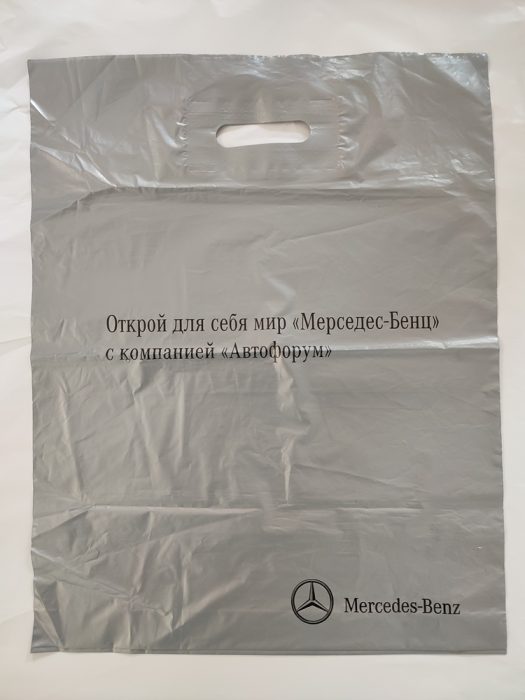 Открой для себя мир «Мерседес-Бенц»
с компанией «Автофорум»
Mercedes-Benz